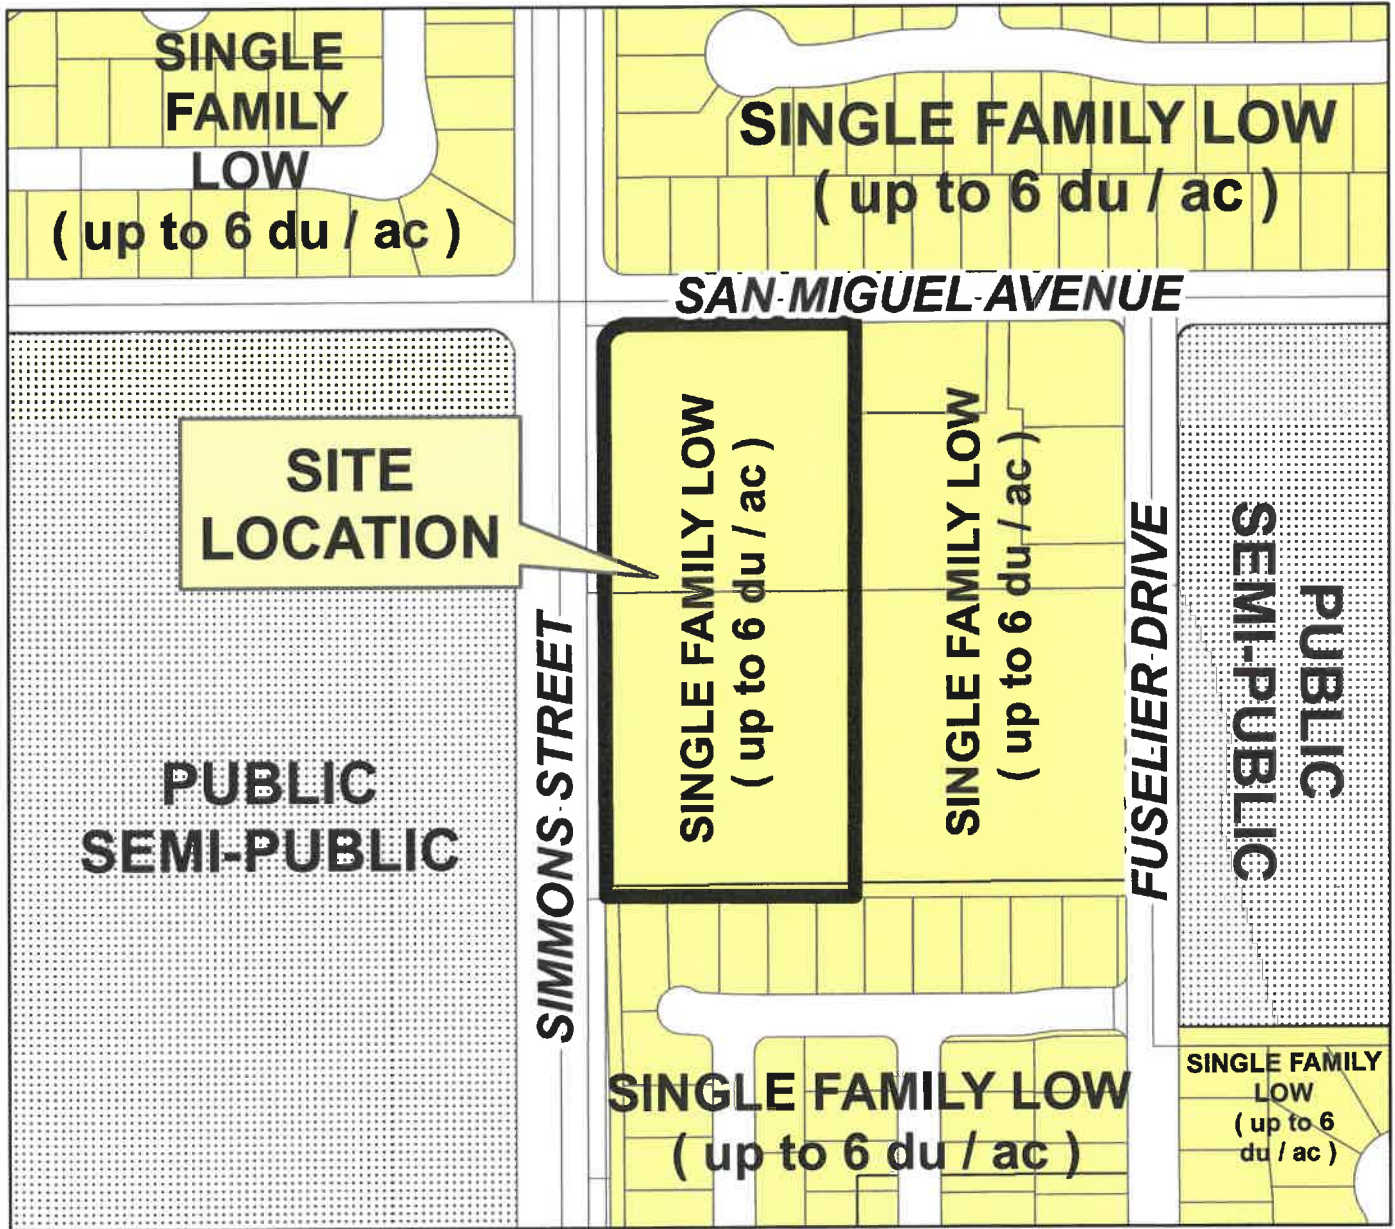 SINGLE
FAMILY
LOW
( up to 6 du / ac )
SINGLE FAMILY LOW
( up to 6 du / ac )
SAN MIGUEL AVENUE
SITE
LOCATION
SINGLE FAMILY LOW
( up to 6 du / ac )
SINGLE FAMILY LOW
( up to 6 du / ac )
PUBLIC
SEMI-PUBLIC
SIMMONS STREET
FUSELIER DRIVE
PUBLIC
SEMI-PUBLIC
SINGLE FAMILY LOW
( up to 6 du / ac )
SINGLE FAMILY
LOW
( up to 6
du / ac )